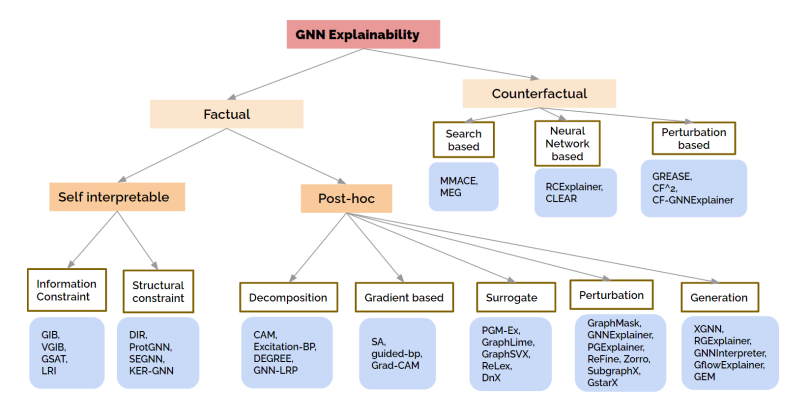 GNN Explainability
Counterfactual
Factual
Search
based
Neural
Network
based
Perturbation
based
MMACE,
MEG
RCExplainer,
CLEAR
GREASE,
CF^2,
CF-GNNExplainer
Self interpretable
Post-hoc
Information
Constraint
Structural
constraint
Decomposition
Gradient based
Surrogate
Perturbation
Generation
GIB,
VGIB,
GSAT,
LRI
DIR,
ProtGNN,
SEGNN,
KER-GNN
CAM,
Excitation-BP,
DEGREE,
GNN-LRP
SA,
guided-bp,
Grad-CAM
PGM-Ex,
GraphLime,
GraphSVX,
ReLex,
DnX
GraphMask,
GNNExplainer,
PGExplainer,
ReFine, Zorro,
SubgraphX,
GstarX
XGNN,
RGExplainer,
GNNInterpreter,
GflowExplainer,
GEM